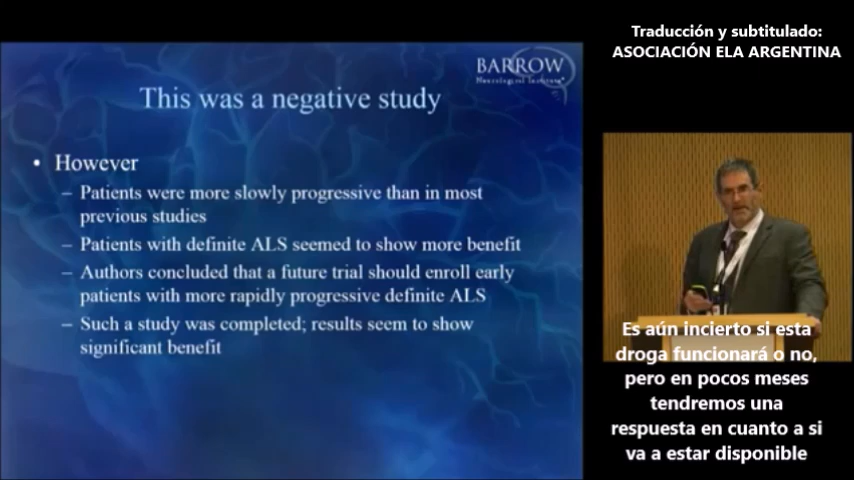 BARROW
Neurological Institute
This was a negative study
• However
– Patients were more slowly progressive than in most
previous studies
– Patients with definite ALS seemed to show more benefit
– Authors concluded that a future trial should enroll early
patients with more rapidly progressive definite ALS
– Such a study was completed; results seem to show
significant benefit
Traducción y subtitulado:
ASOCIACIÓN ELA ARGENTINA
Es aún incierto si esta
droga funcionará o no,
pero en pocos meses
tendremos una
respuesta en cuanto a si
va a estar disponible